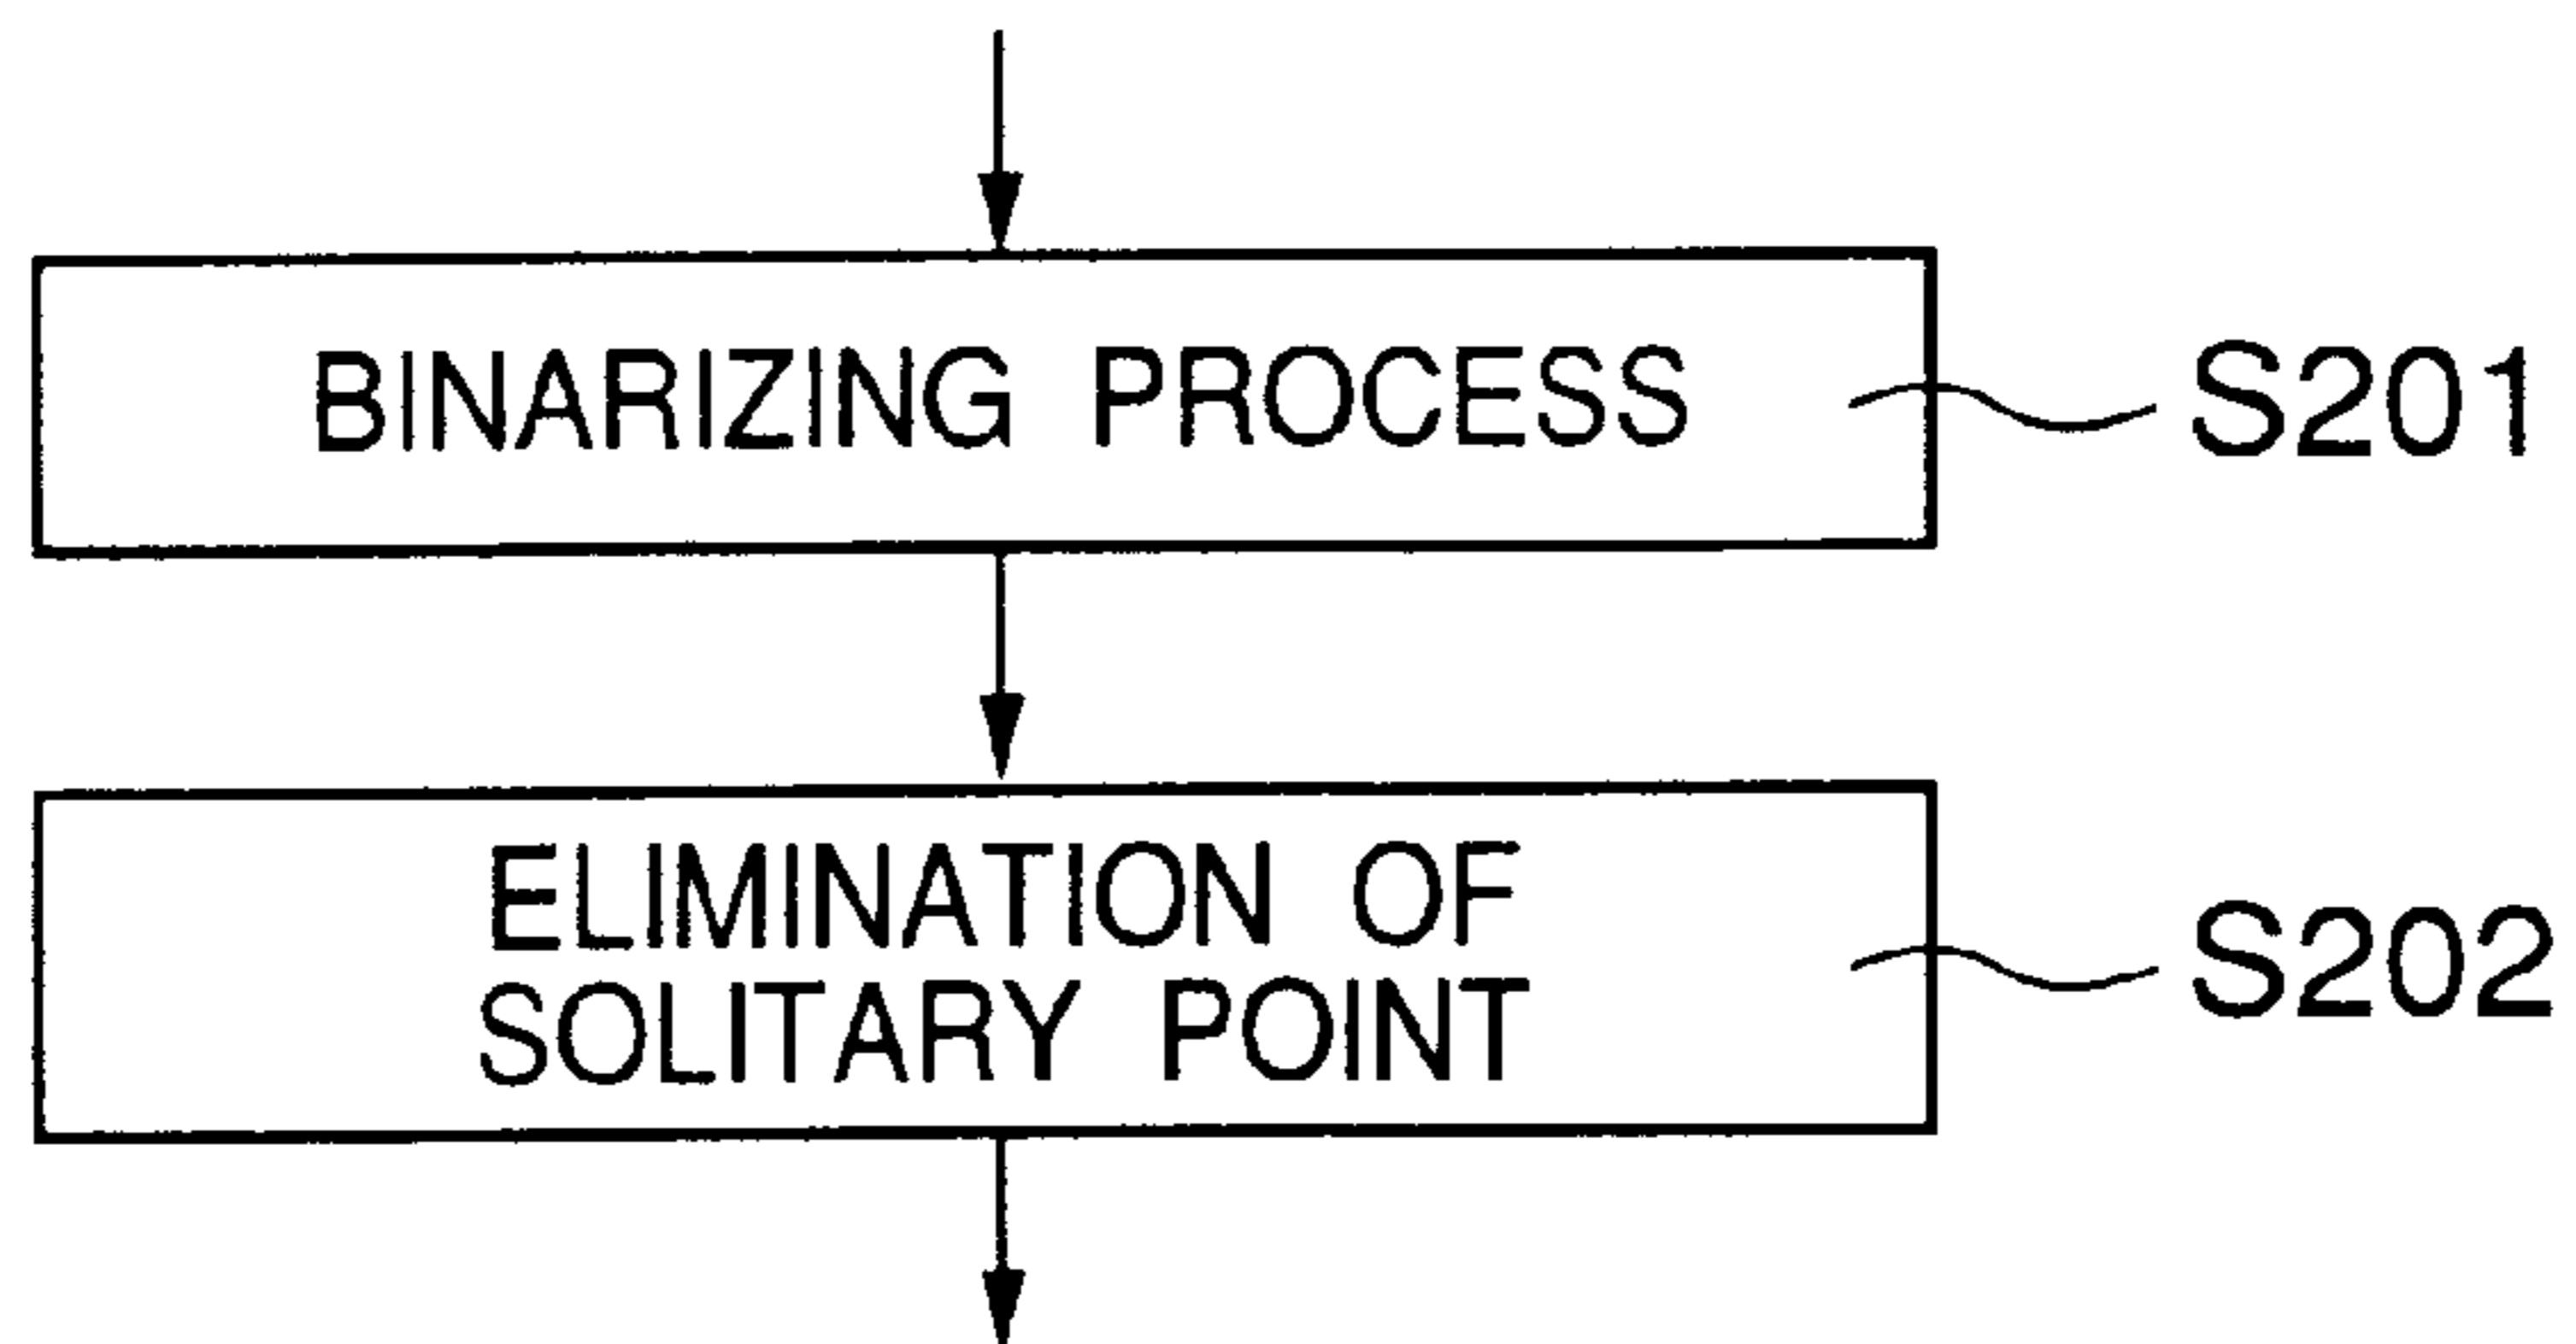 BINARIZING PROCESS
S201
ELIMINATION OF
SOLITARY POINT
S202